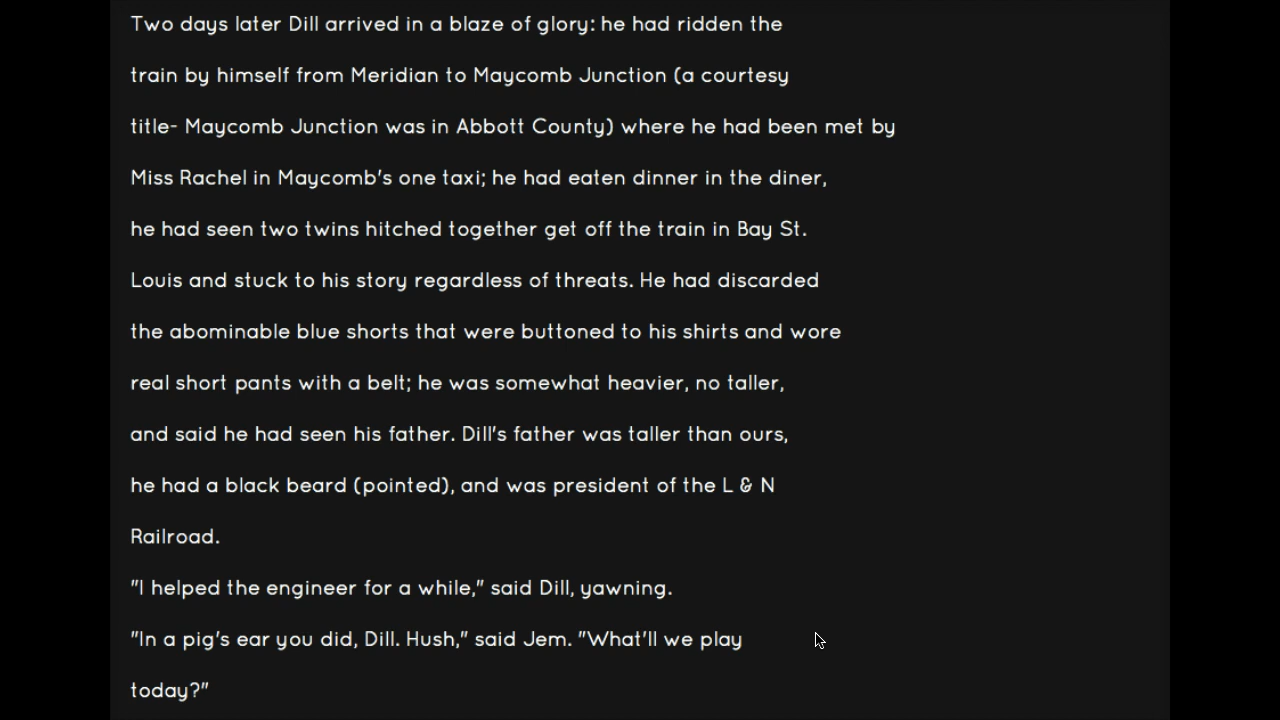 Two days later Dill arrived in a blaze of glory: he had ridden the
train by himself from Meridian to Maycomb Junction (a courtesy
title- Maycomb Junction was in Abbott County) where he had been met by
Miss Rachel in Maycomb's one taxi; he had eaten dinner in the diner,
he had seen two twins hitched together get off the train in Bay St.
Louis and stuck to his story regardless of threats. He had discarded
the abominable blue shorts that were buttoned to his shirts and wore
real short pants with a belt; he was somewhat heavier, no taller,
and said he had seen his father. Dill's father was taller than ours,
he had a black beard (pointed), and was president of the L & N
Railroad.
"I helped the engineer for a while," said Dill, yawning.
"In a pig's ear you did, Dill. Hush," said Jem. "What'll we play
today?"